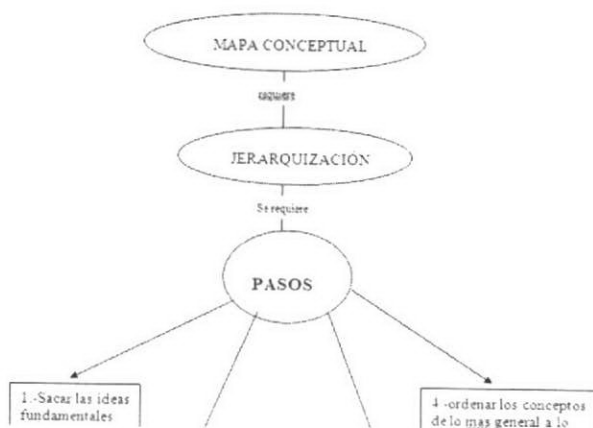 MAPA CONCEPTUAL
requiere
JERARQUIZACIÓN
Se requiere
PASOS
1.-Sacar las ideas
fundamentales
4.-ordenar los conceptos
de lo mas general a lo